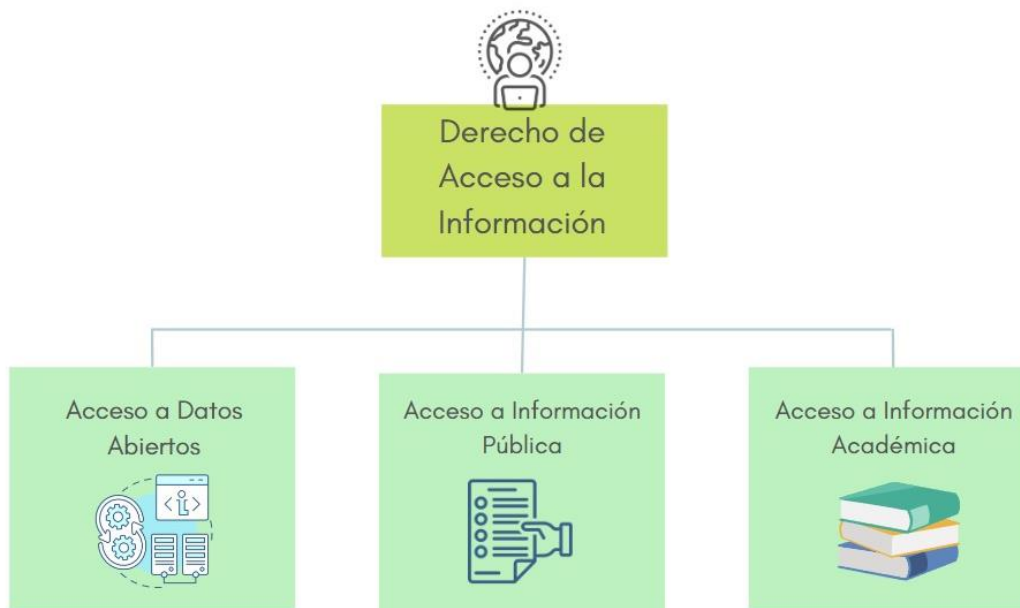 Derecho de
Acceso a la
Información
Acceso a Datos
Abiertos
Acceso a Información
Pública
Acceso a Información
Académica